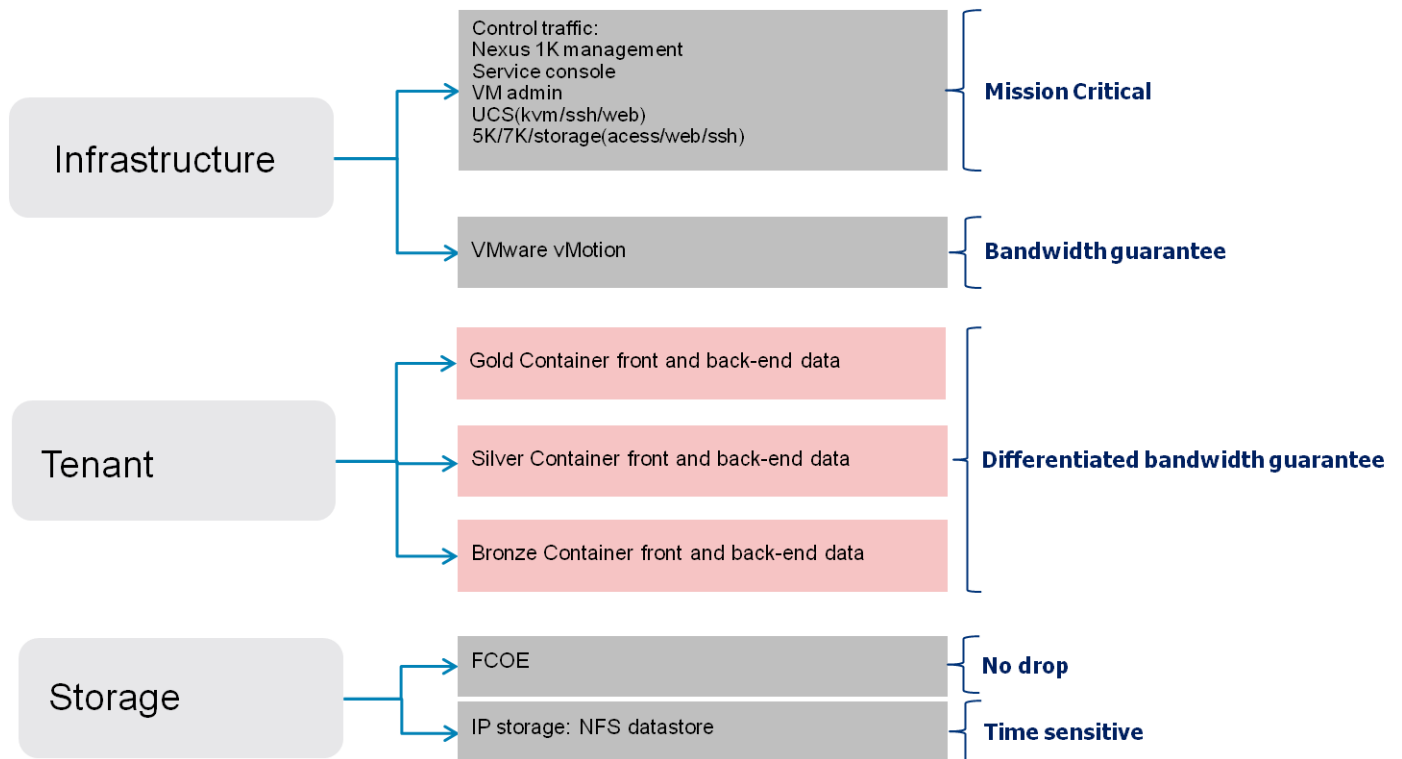 Infrastructure
Control traffic:
Nexus 1K management
Service console
VM admin
UCS(kvm/ssh/web)
5K/7K/storage(acess/web/ssh)
Mission Critical
VMware vMotion
Bandwidth guarantee
Tenant
Gold Container front and back-end data
Silver Container front and back-end data
Bronze Container front and back-end data
Differentiated bandwidth guarantee
Storage
FCOE
No drop
IP storage: NFS datastore
Time sensitive